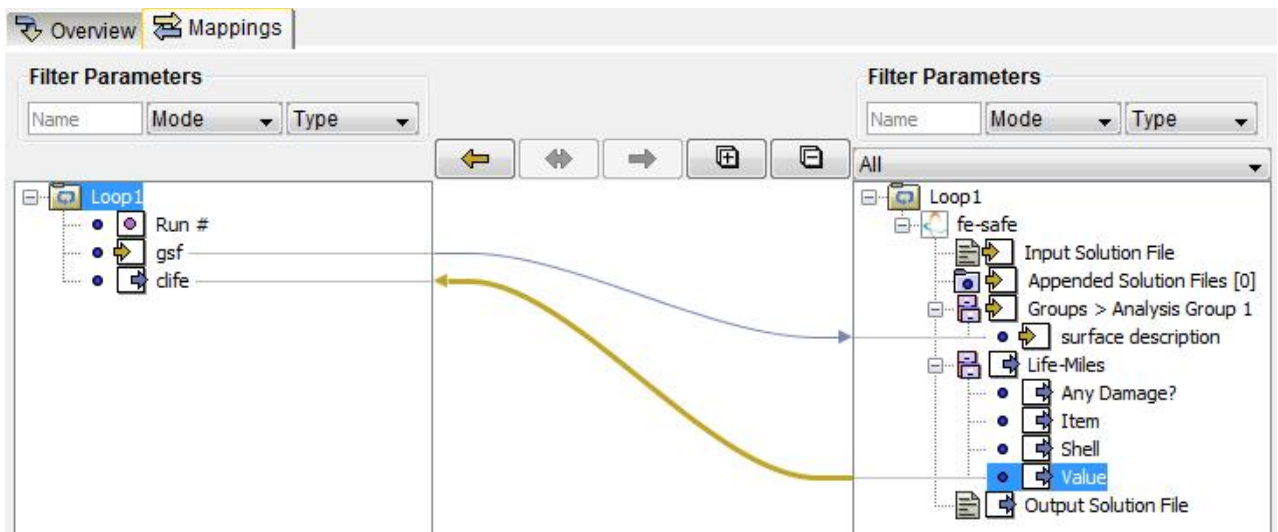 Overview Mappings
Filter Parameters
Name Mode Type
Filter Parameters
Name Mode Type
All
Loop1
Run #
gsf
dlife
Loop1
fe-safe
Input Solution File
Appended Solution Files [0]
Groups > Analysis Group 1
surface description
Life-Miles
Any Damage?
Item
Shell
Value
Output Solution File